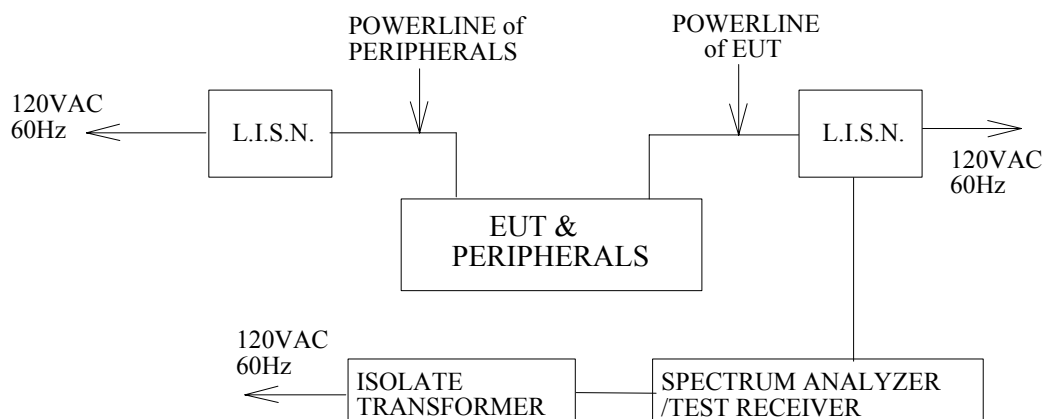 POWERLINE of
PERIPHERALS
POWERLINE
of EUT
120VAC
60Hz
L.I.S.N.
L.I.S.N.
120VAC
60Hz
EUT &
PERIPHERALS
120VAC
60Hz
ISOLATE
TRANSFORMER
SPECTRUM ANALYZER
/TEST RECEIVER